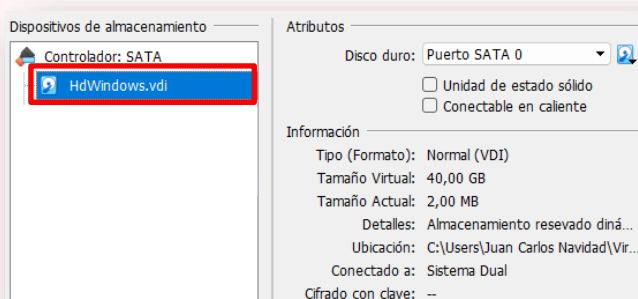 Dispositivos de almacenamiento
Controlador: SATA
HdWindows.vdi
Atributos
Disco duro: Puerto SATA 0
Unidad de estado sólido
Conectable en caliente
Información
Tipo (Formato): Normal (VDI)
Tamaño Virtual: 40,00 GB
Tamaño Actual: 2,00 MB
Detalles: Almacenamiento resevado diná...
Ubicación: C:\Users\Juan Carlos Navidad\Vir...
Conectado a: Sistema Dual
Cifrado con clave: --